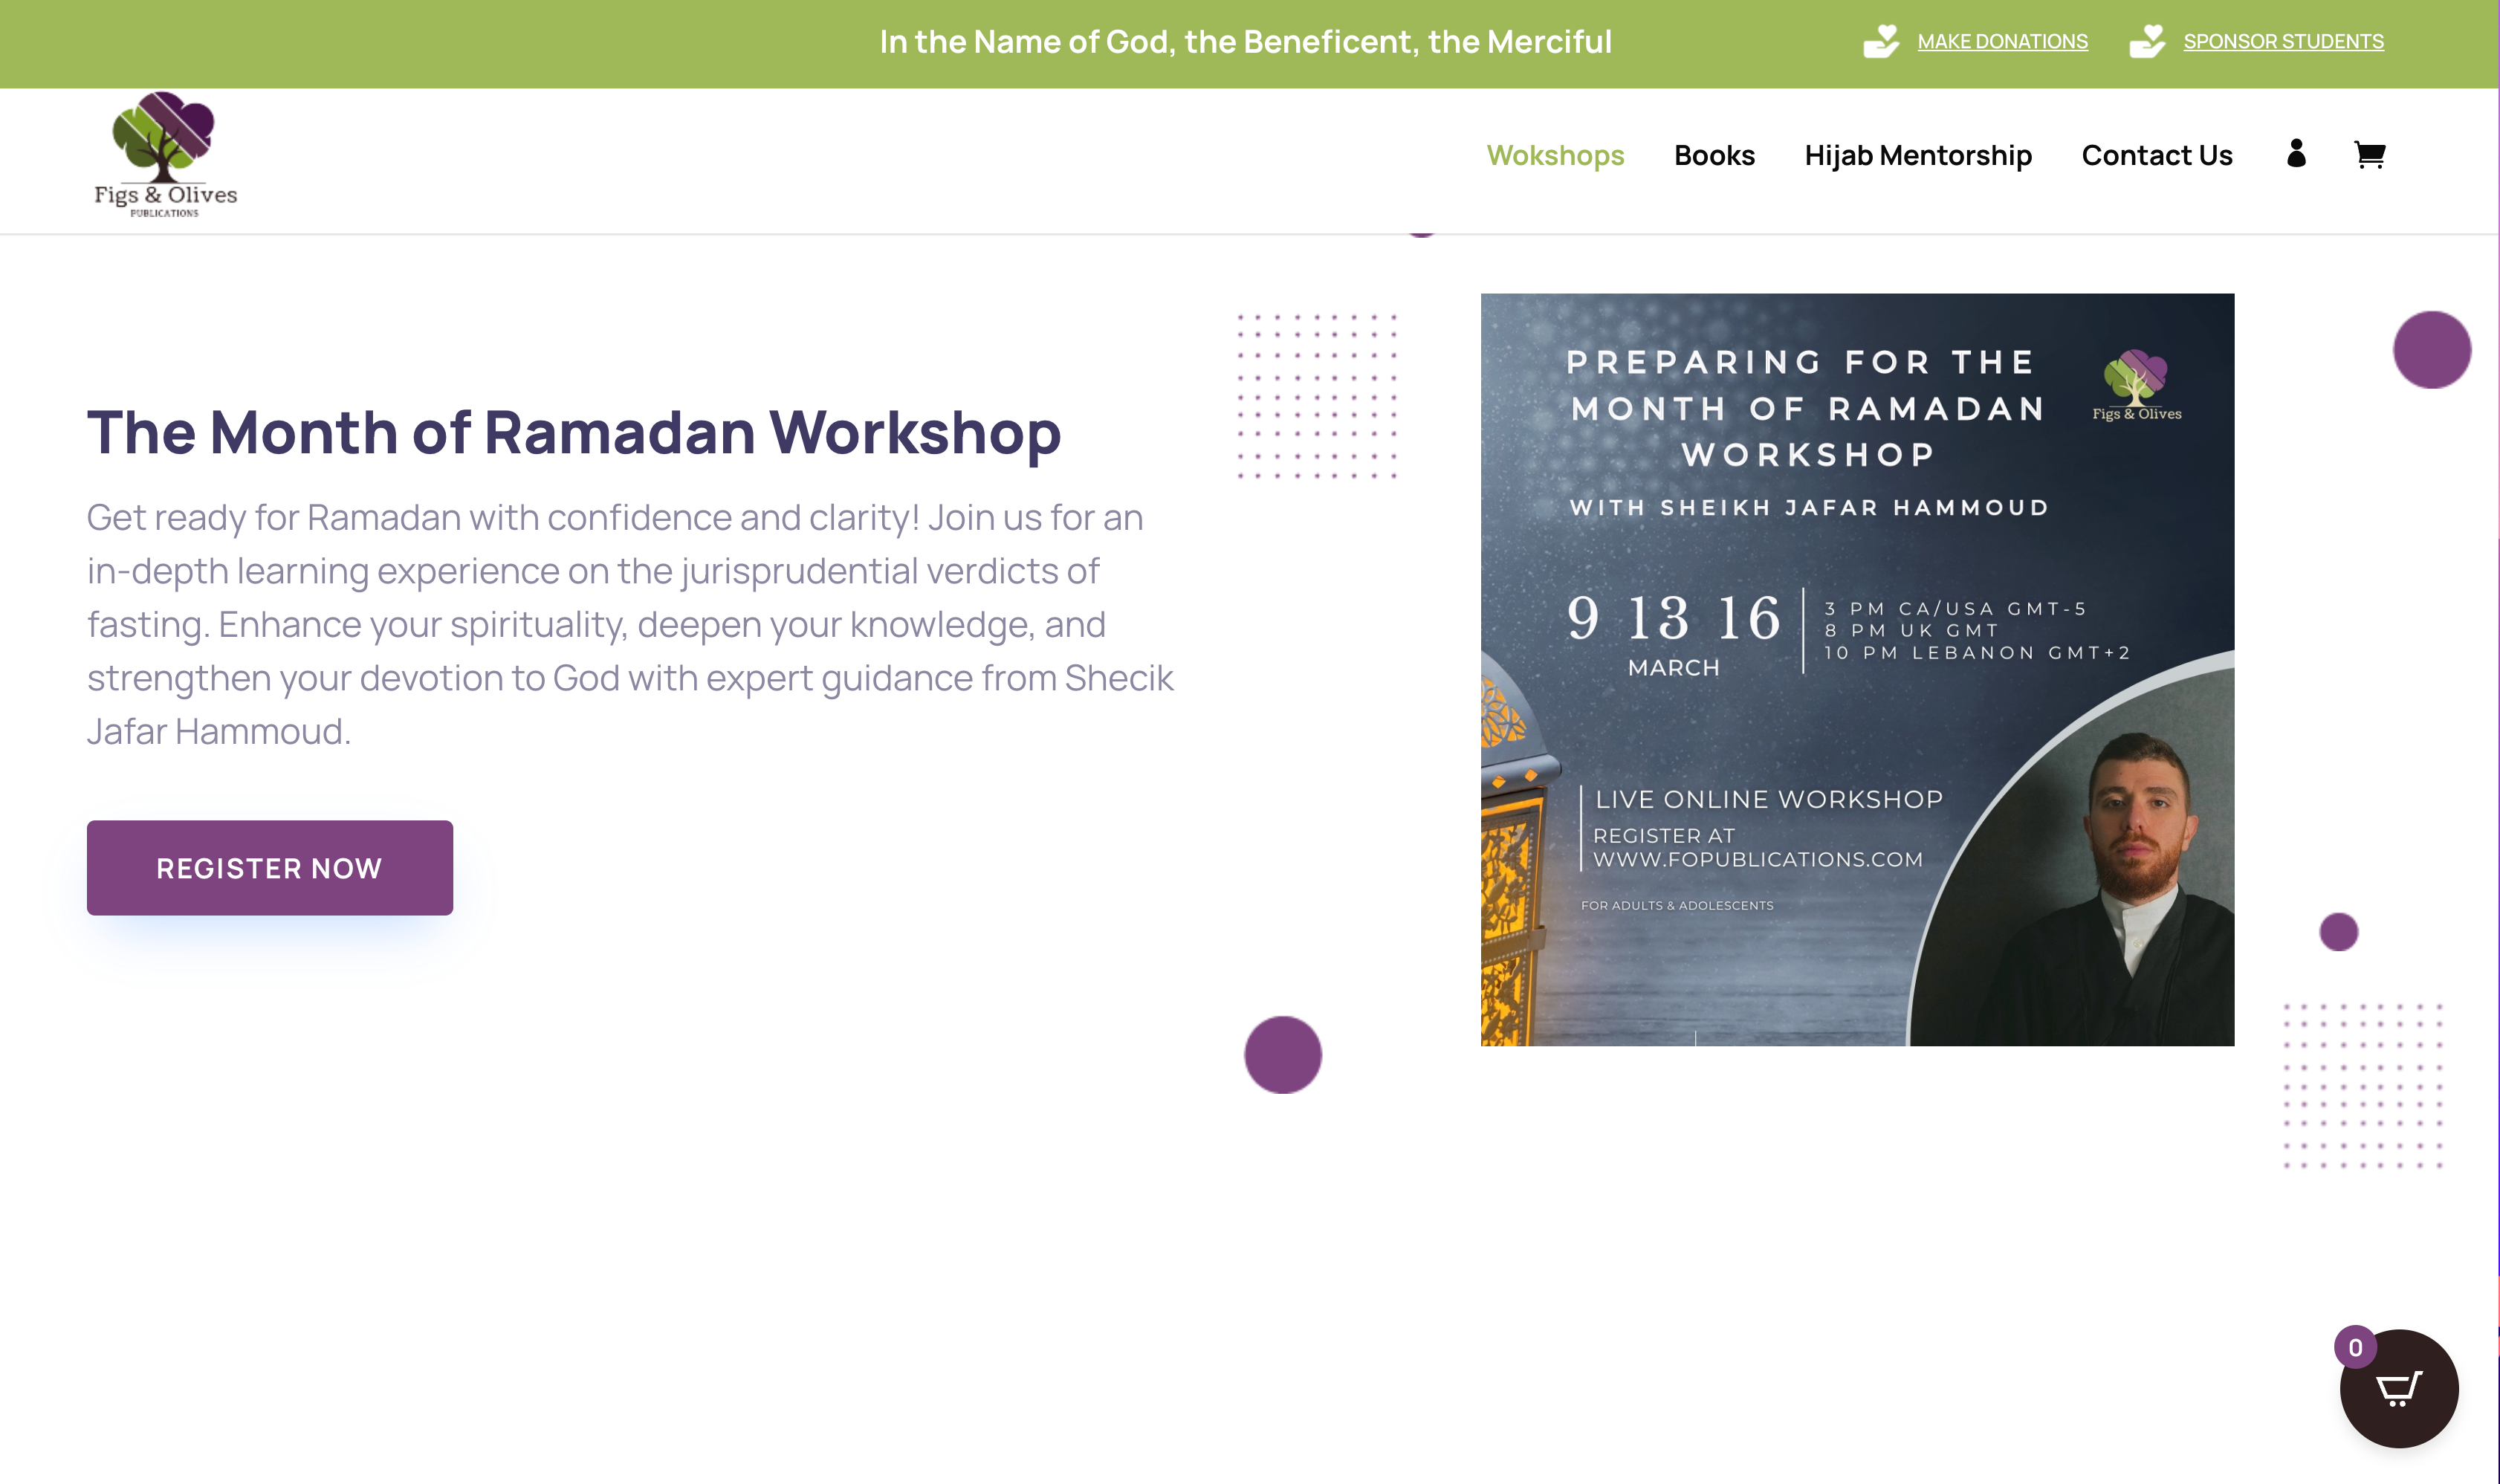 In the Name of God, the Beneficent, the Merciful
MAKE DONATIONS
SPONSOR STUDENTS
Figs & Olives
PUBLICATIONS
Wokshops
Books
Hijab Mentorship
Contact Us
The Month of Ramadan Workshop
Get ready for Ramadan with confidence and clarity! Join us for an
in-depth learning experience on the jurisprudential verdicts of
fasting. Enhance your spirituality, deepen your knowledge, and
strengthen your devotion to God with expert guidance from Shecik
Jafar Hammoud.
REGISTER NOW
PREPARING FOR THE
MONTH OF RAMADAN
WORKSHOP
Figs & Olives
WITH SHEIKH JAFAR HAMMOUD
9 13 16
MARCH
3 PM CA/USA GMT-5
8 PM UK GMT
10 PM LEBANON GMT+2
LIVE ONLINE WORKSHOP
REGISTER AT
WWW.FOPUBLICATIONS.COM
FOR ADULTS & ADOLESCENTS
0